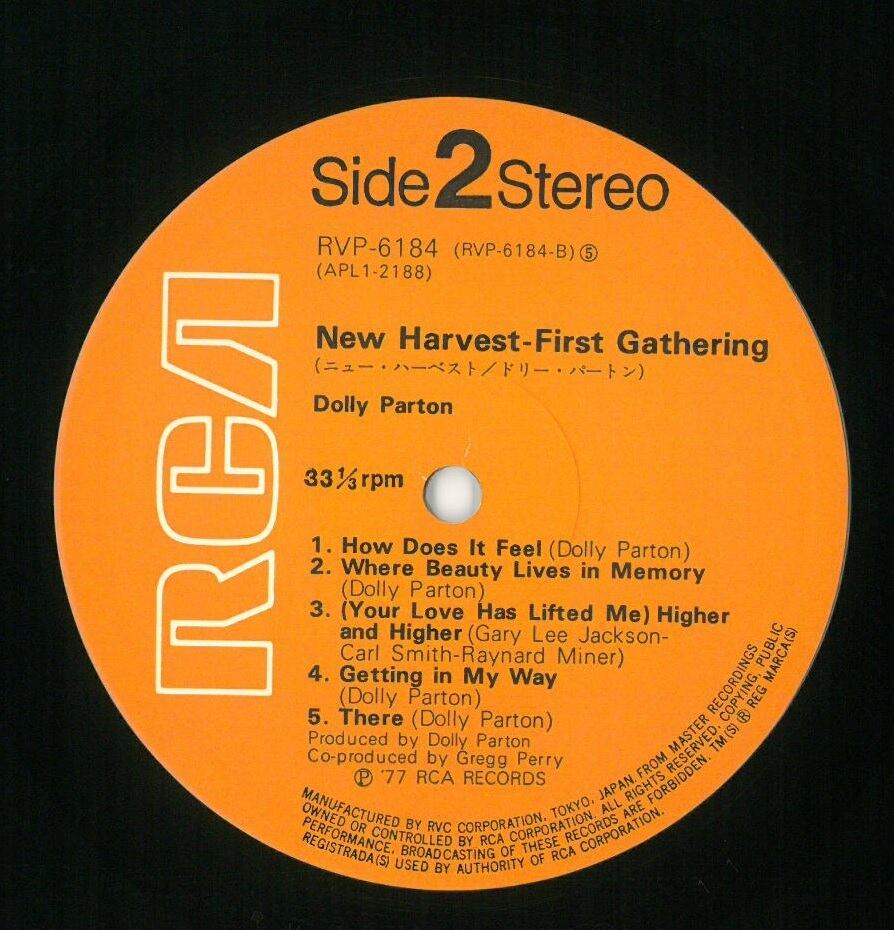 Side 2 Stereo
RVP-6184 (RVP-6184-B) ⑤
(APL1-2188)
New Harvest-First Gathering
(ニュー・ハーベスト/ドリー・パートン)
Dolly Parton
33⅓ rpm
RCA
1. How Does It Feel (Dolly Parton)
2. Where Beauty Lives in Memory
(Dolly Parton)
3. (Your Love Has Lifted Me) Higher
and Higher (Gary Lee Jackson-
Carl Smith-Raynard Miner)
4. Getting in My Way
(Dolly Parton)
5. There (Dolly Parton)
Produced by Dolly Parton
Co-produced by Gregg Perry
℗ '77 RCA RECORDS
MANUFACTURED BY RVC CORPORATION, TOKYO, JAPAN, FROM MASTER RECORDINGS
OWNED OR CONTROLLED BY RCA CORPORATION. ALL RIGHTS RESERVED, COPYING, PUBLIC
PERFORMANCE, BROADCASTING OF THESE RECORDS ARE FORBIDDEN. TM(S) ® REG MARCA(S)
REGISTRADA(S) USED BY AUTHORITY OF RCA CORPORATION.